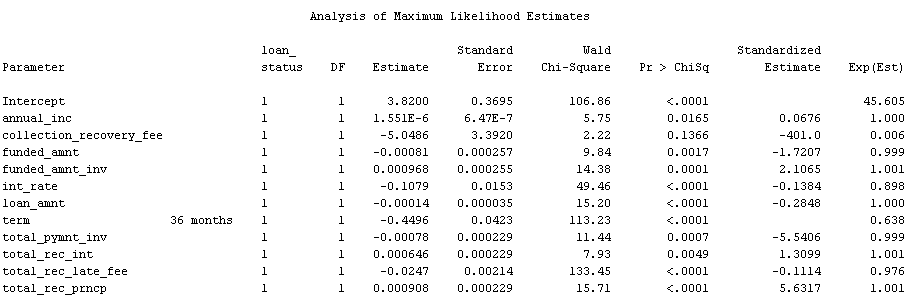 Analysis of Maximum Likelihood Estimates
loan_ Standard Wald Standardized
Parameter status DF Estimate Error Chi-Square Pr > ChiSq Estimate Exp(Est)
Intercept 1 1 3.8200 0.3695 106.86 <.0001 45.605
annual_inc 1 1 1.551E-6 6.47E-7 5.75 0.0165 0.0676 1.000
collection_recovery_fee 1 1 -5.0486 3.3920 2.22 0.1366 -401.0 0.006
funded_amnt 1 1 -0.00081 0.000257 9.84 0.0017 -1.7207 0.999
funded_amnt_inv 1 1 0.000968 0.000255 14.38 0.0001 2.1065 1.001
int_rate 1 1 -0.1079 0.0153 49.46 <.0001 -0.1384 0.898
loan_amnt 1 1 -0.00014 0.000035 15.20 <.0001 -0.2848 1.000
term 36 months 1 1 -0.4496 0.0423 113.23 <.0001 0.638
total_pymnt_inv 1 1 -0.00078 0.000229 11.44 0.0007 -5.5406 0.999
total_rec_int 1 1 0.000646 0.000229 7.93 0.0049 1.3099 1.001
total_rec_late_fee 1 1 -0.0247 0.00214 133.45 <.0001 -0.1114 0.976
total_rec_prncp 1 1 0.000908 0.000229 15.71 <.0001 5.6317 1.001